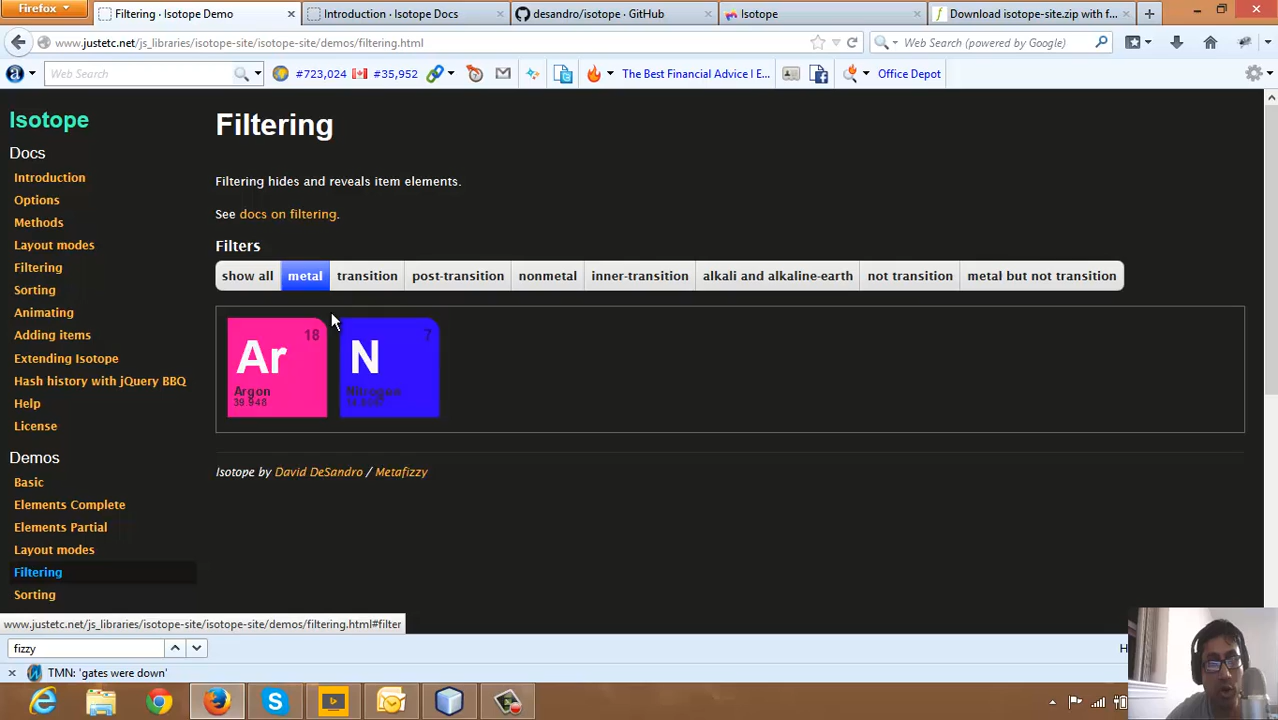 Firefox
Filtering · Isotope Demo
Introduction · Isotope Docs
desandro/isotope · GitHub
Isotope
Download isotope-site.zip with f...
www.justetc.net/js_libraries/isotope-site/isotope-site/demos/filtering.html
Web Search (powered by Google)
Web Search
#723,024
#35,952
The Best Financial Advice I E...
Office Depot
Isotope
Docs
Introduction
Options
Methods
Layout modes
Filtering
Sorting
Animating
Adding items
Extending Isotope
Hash history with jQuery BBQ
Help
License
Demos
Basic
Elements Complete
Elements Partial
Layout modes
Filtering
Sorting
Filtering
Filtering hides and reveals item elements.
See docs on filtering.
Filters
show all metal transition post-transition nonmetal inner-transition alkali and alkaline-earth not transition metal but not transition
18
Ar
Argon
39.948
7
N
Nitrogen
Isotope by David DeSandro / Metafizzy
www.justetc.net/js_libraries/isotope-site/isotope-site/demos/filtering.html#filter
fizzy
TMN: 'gates were down'